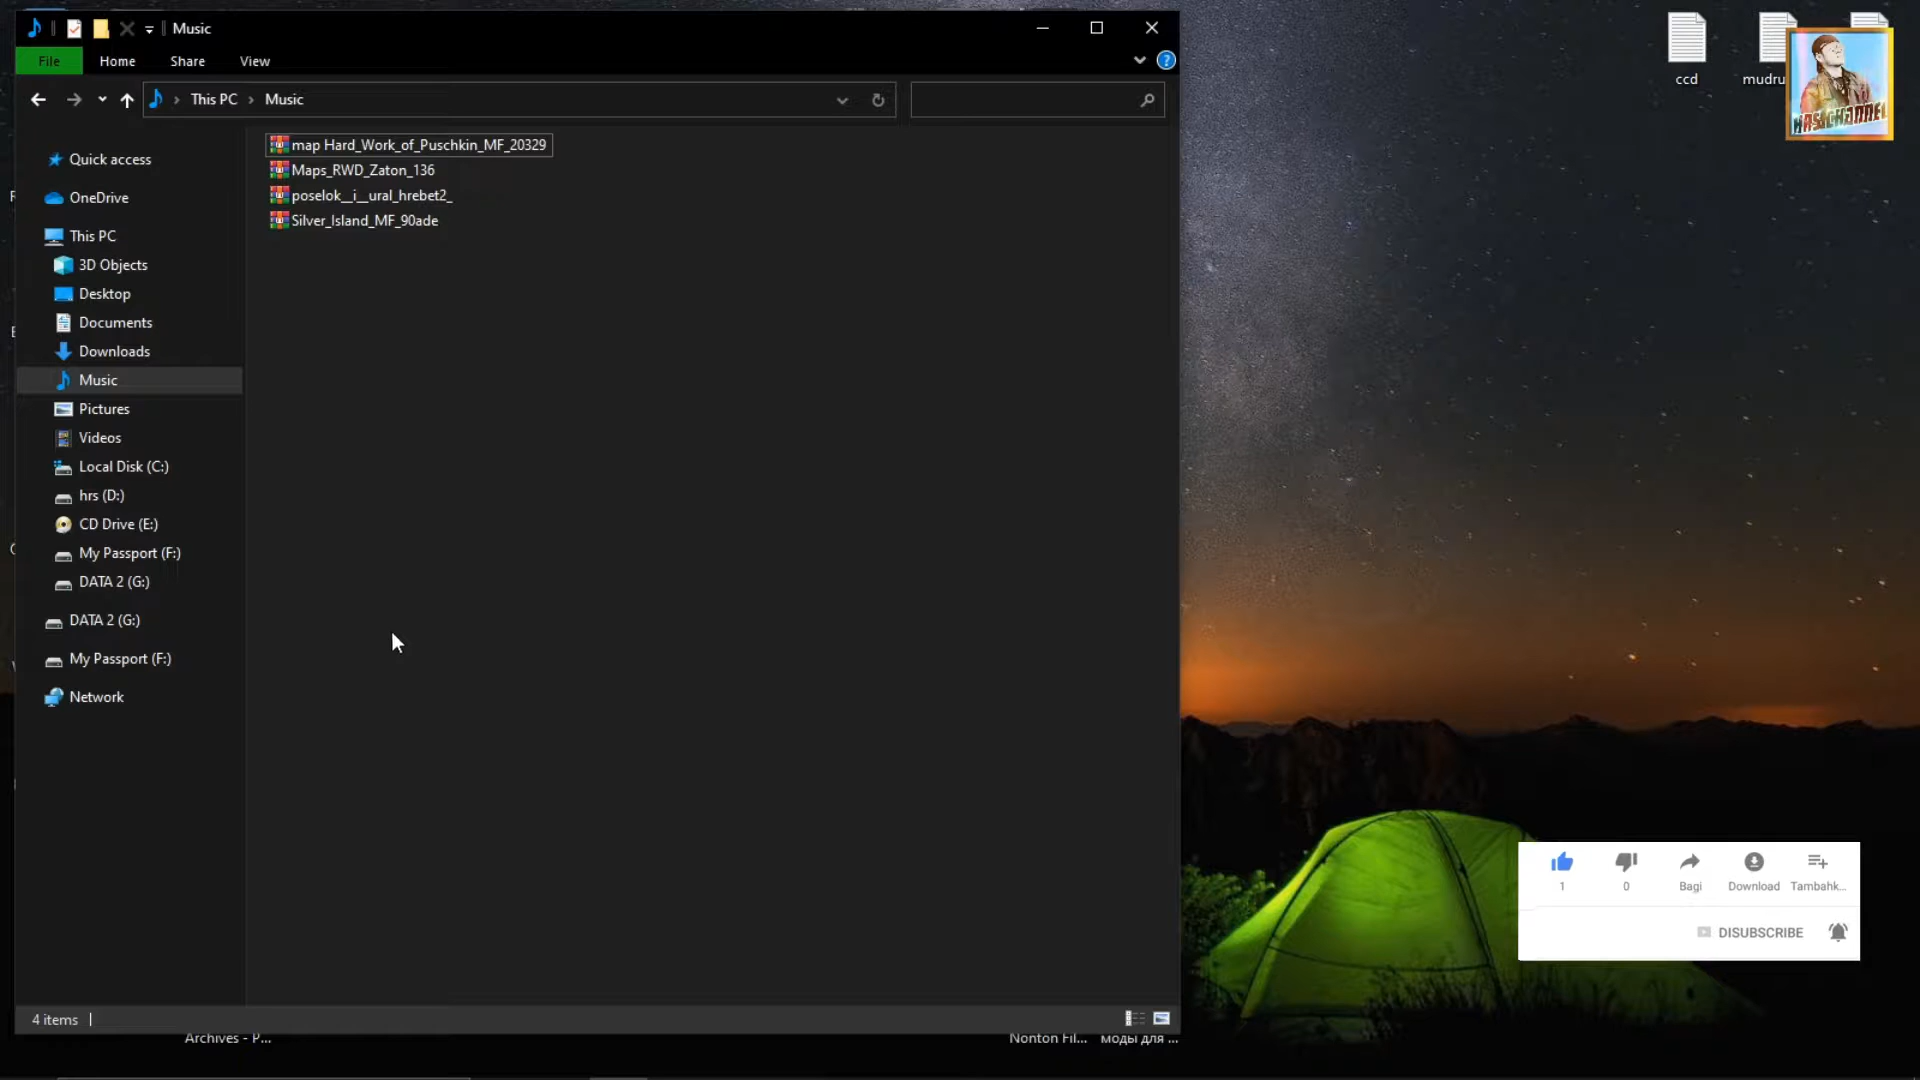 Music
File
Home
Share
View
This PC
Music
map Hard_Work_of_Puschkin_MF_20329
Maps_RWD_Zaton_136
poselok__i__ural_hrebet2_
Silver_Island_MF_90ade
Quick access
OneDrive
This PC
3D Objects
Desktop
Documents
Downloads
Music
Pictures
Videos
Local Disk (C:)
hrs (D:)
CD Drive (E:)
My Passport (F:)
DATA 2 (G:)
DATA 2 (G:)
My Passport (F:)
Network
4 items
ccd
mudru
Archives - P...
Nonton Fil...
моды для ...
1
0
Bagi
Download
Tambahk...
DISUBSCRIBE